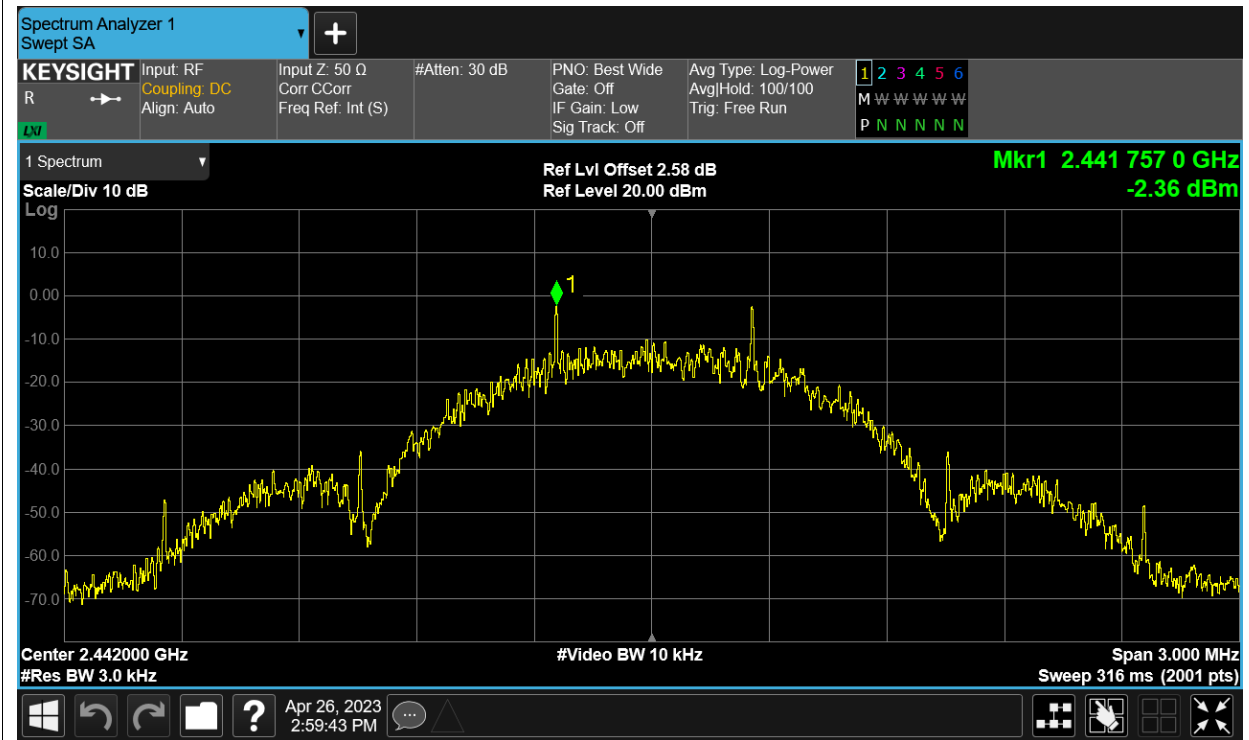 Spectrum Analyzer 1
Swept SA
KEYSIGHT
R
LXI
Input: RF
Coupling: DC
Align: Auto
Input Z: 50 Ω
Corr CCorr
Freq Ref: Int (S)
#Atten: 30 dB
PNO: Best Wide
Gate: Off
IF Gain: Low
Sig Track: Off
Avg Type: Log-Power
Avg|Hold: 100/100
Trig: Free Run
1 2 3 4 5 6
M W W W W W
P N N N N N
1 Spectrum
Scale/Div 10 dB
Log
Ref Lvl Offset 2.58 dB
Ref Level 20.00 dBm
Mkr1 2.441 757 0 GHz
-2.36 dBm
1
10.0
0.00
-10.0
-20.0
-30.0
-40.0
-50.0
-60.0
-70.0
Center 2.442000 GHz
#Res BW 3.0 kHz
#Video BW 10 kHz
Span 3.000 MHz
Sweep 316 ms (2001 pts)
?
Apr 26, 2023
2:59:43 PM